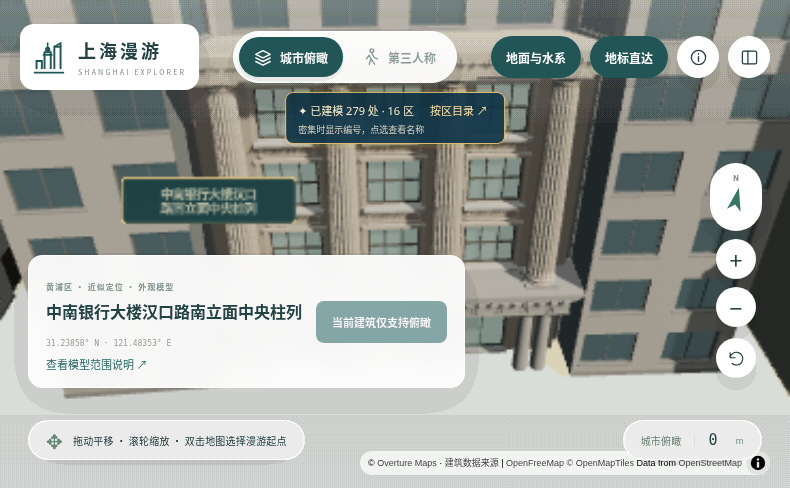 上海漫游
SHANGHAI EXPLORER
城市俯瞰
第三人称
地面与水系
地标直达
✦ 已建模 279 处 · 16 区 按区目录 ↗
密集时显示编号，点选查看名称
中南银行大楼汉口
路南立面中央柱列
N
黄浦区 · 近似定位 · 外观模型
中南银行大楼汉口路南立面中央柱列
当前建筑仅支持俯瞰
31.23858° N · 121.48353° E
查看模型范围说明 ↗
拖动平移 · 滚轮缩放 · 双击地图选择漫游起点
城市俯瞰 0 m
© Overture Maps · 建筑数据来源 | OpenFreeMap © OpenMapTiles Data from OpenStreetMap